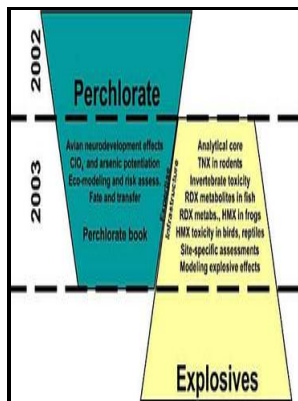 2002
Perchlorate
2003
Avian neurodevelopment effects
ClO₄ and arsenic potentiation
Eco-modeling and risk assess.
Fate and transfer
Perchlorate book
Infrastructure
Analytical core
TNX in rodents
Invertebrate toxicity
RDX metabolites in fish
RDX metabs., HMX in frogs
HMX toxicity in birds, reptiles
Site-specific assessments
Modeling explosive effects
Explosives